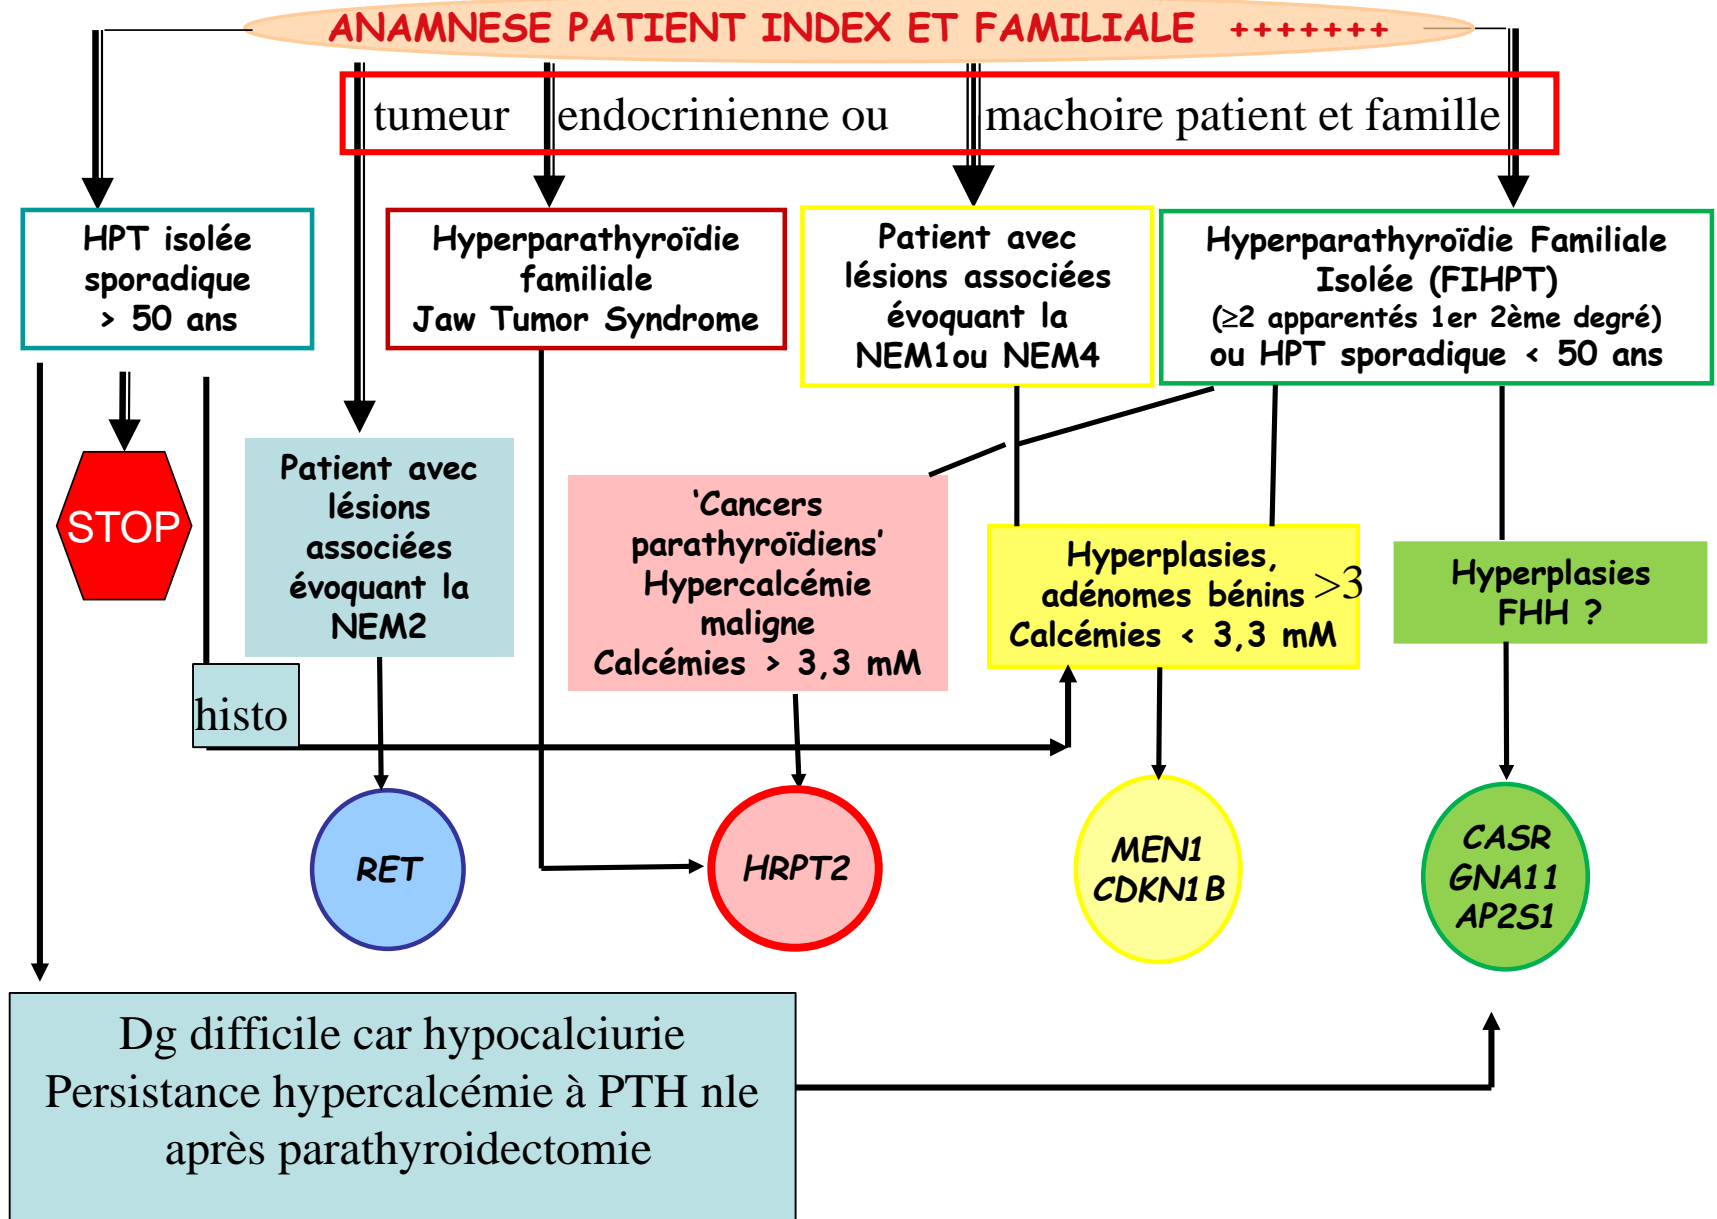 ANAMNESE PATIENT INDEX ET FAMILIALE +++++++
tumeur endocrinienne ou machoire patient et famille
HPT isolée
sporadique
> 50 ans
Hyperparathyroïdie
familiale
Jaw Tumor Syndrome
Patient avec
lésions associées
évoquant la
NEM1ou NEM4
Hyperparathyroïdie Familiale
Isolée (FIHPT)
(≥2 apparentés 1er 2ème degré)
ou HPT sporadique < 50 ans
STOP
Patient avec
lésions
associées
évoquant la
NEM2
‘Cancers
parathyroïdiens’
Hypercalcémie
maligne
Calcémies > 3,3 mM
Hyperplasies,
adénomes bénins >3
Calcémies < 3,3 mM
Hyperplasies
FHH ?
histo
RET
HRPT2
MEN1
CDKN1B
CASR
GNA11
AP2S1
Dg difficile car hypocalciurie
Persistance hypercalcémie à PTH nle
après parathyroidectomie